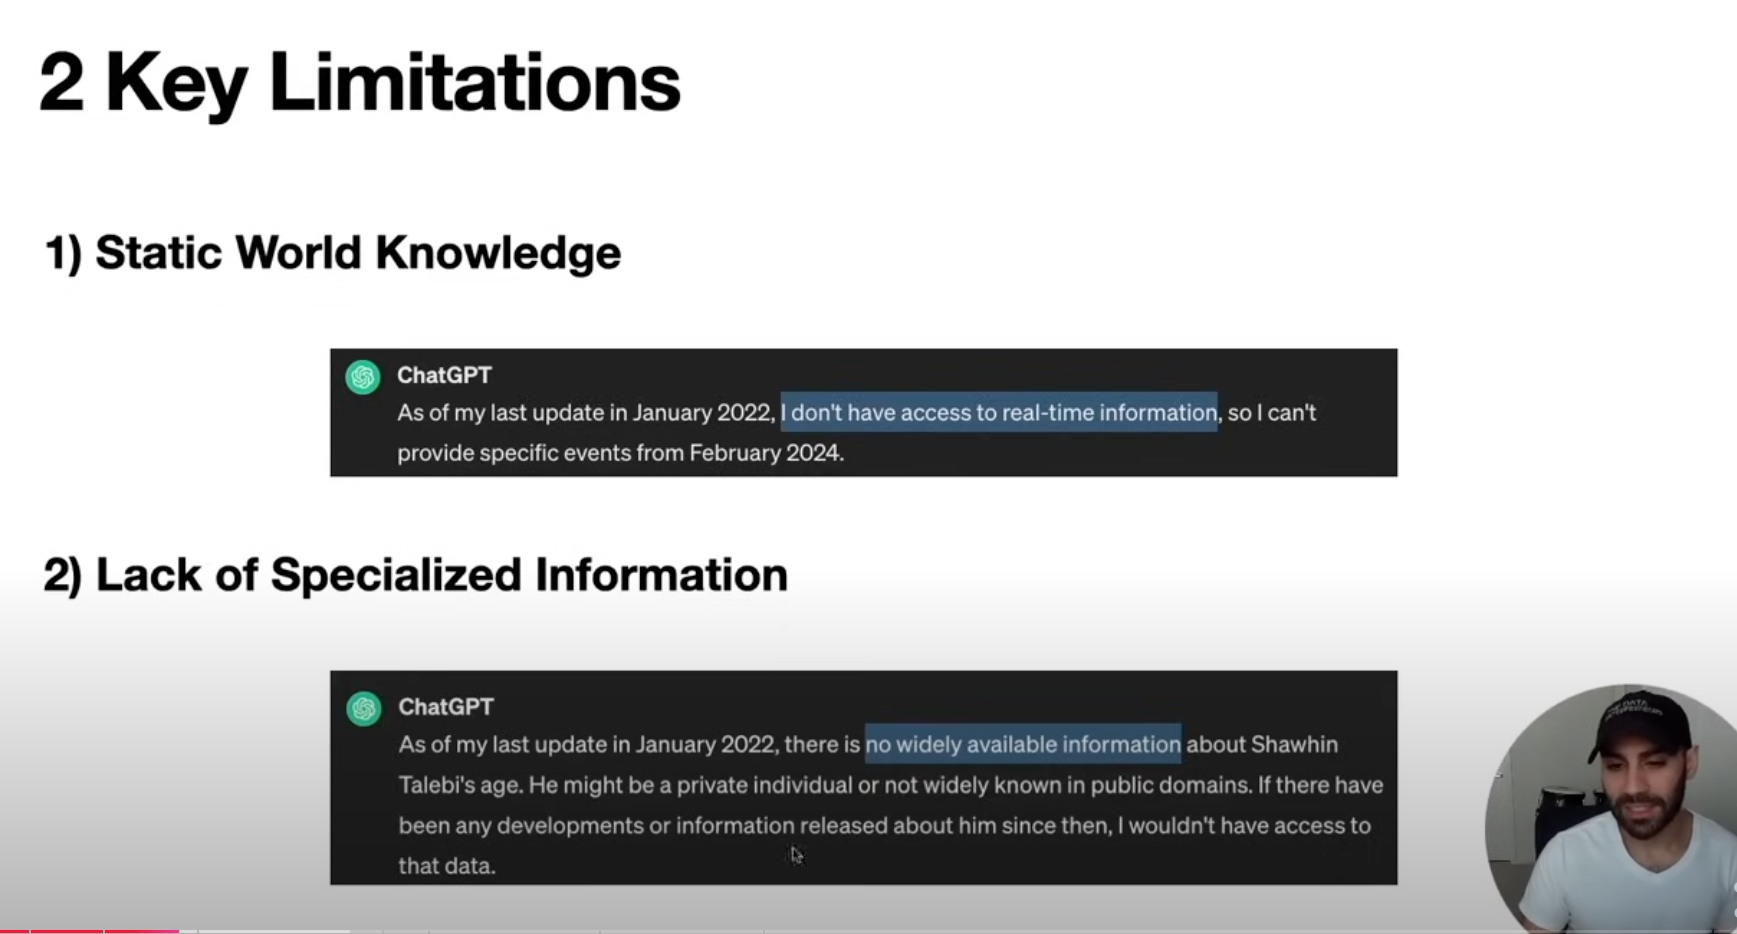 2 Key Limitations
1) Static World Knowledge
ChatGPT
As of my last update in January 2022, I don't have access to real-time information, so I can't
provide specific events from February 2024.
2) Lack of Specialized Information
ChatGPT
As of my last update in January 2022, there is no widely available information about Shawhin
Talebi's age. He might be a private individual or not widely known in public domains. If there have
been any developments or information released about him since then, I wouldn't have access to
that data.
DATA